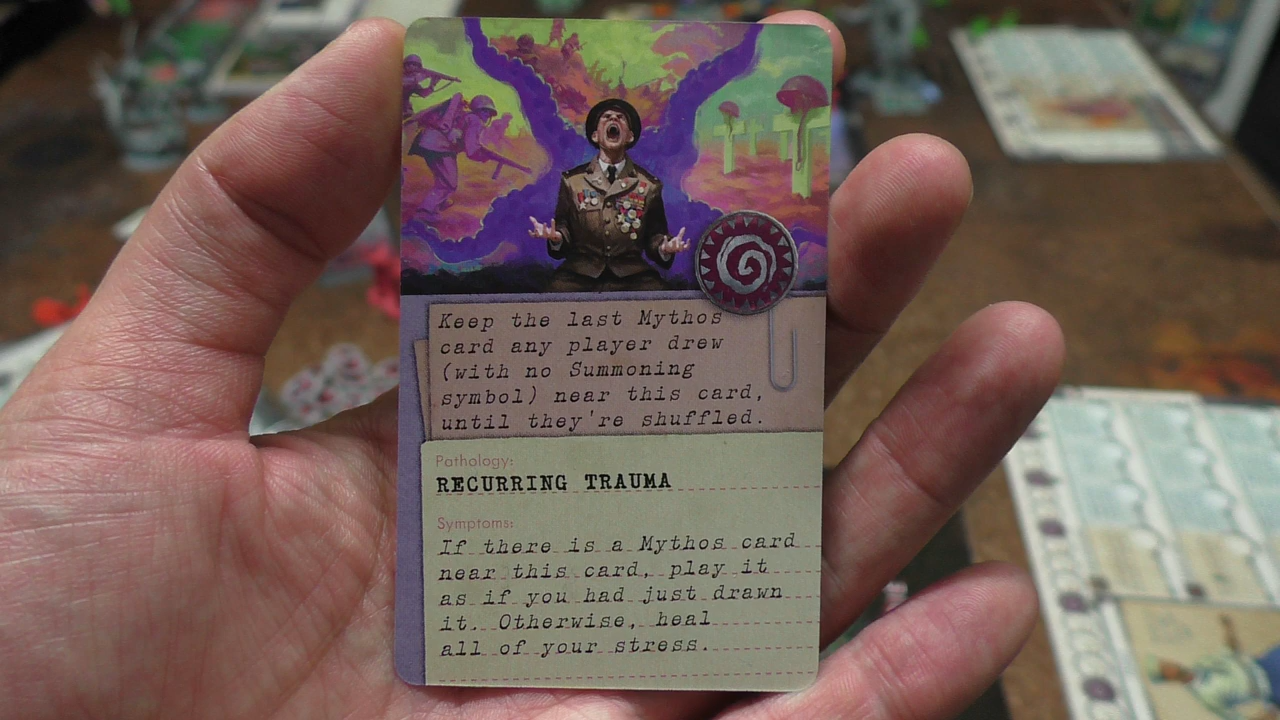 Keep the last Mythos
card any player drew
(with no Summoning
symbol) near this card,
until they're shuffled.
Pathology:
RECURRING TRAUMA
Symptoms:
If there is a Mythos card
near this card, play it
as if you had just drawn
it. Otherwise, heal
all of your stress.